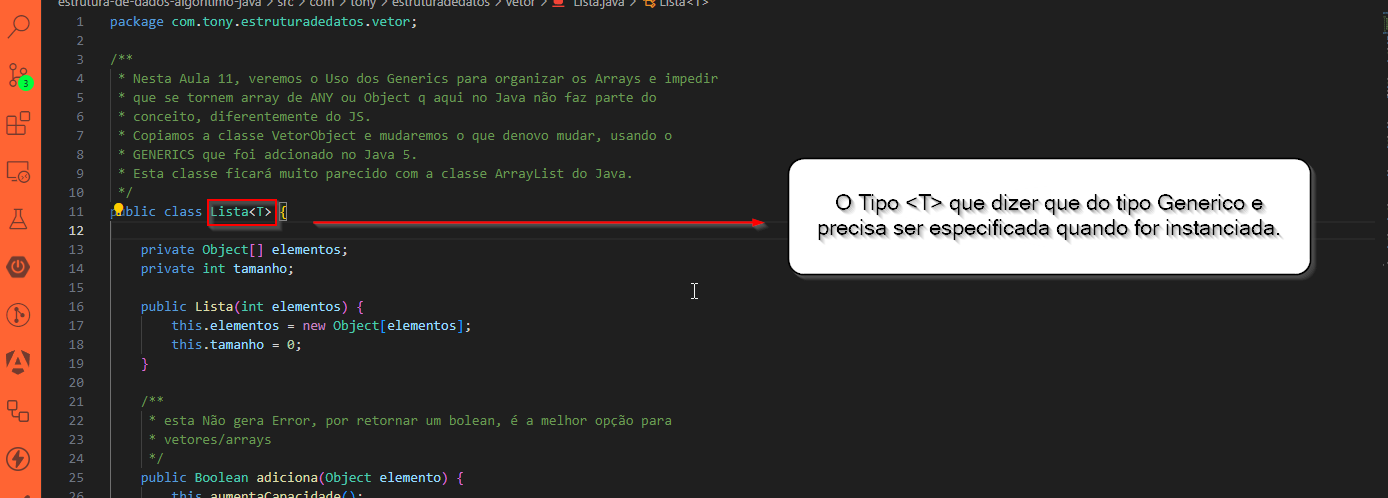 estrutura-de-dados-algoritimo-java > src > com > tony > estruturadedatos > vetor > Lista.java > Lista<T>
1 package com.tony.estruturadedatos.vetor;
2
3 /**
4 * Nesta Aula 11, veremos o Uso dos Generics para organizar os Arrays e impedir
5 * que se tornem array de ANY ou Object q aqui no Java não faz parte do
6 * conceito, diferentemente do JS.
7 * Copiamos a classe VetorObject e mudaremos o que denovo mudar, usando o
8 * GENERICS que foi adcionado no Java 5.
9 * Esta classe ficará muito parecido com a classe ArrayList do Java.
10 */
11 public class Lista<T> {
12
13 private Object[] elementos;
14 private int tamanho;
15
16 public Lista(int elementos) {
17 this.elementos = new Object[elementos];
18 this.tamanho = 0;
19 }
20
21 /**
22 * esta Não gera Error, por retornar um bolean, é a melhor opção para
23 * vetores/arrays
24 */
25 public Boolean adiciona(Object elemento) {
26 this.aumentaCapacidade();
3
O Tipo <T> que dizer que do tipo Generico e
precisa ser especificada quando for instanciada.